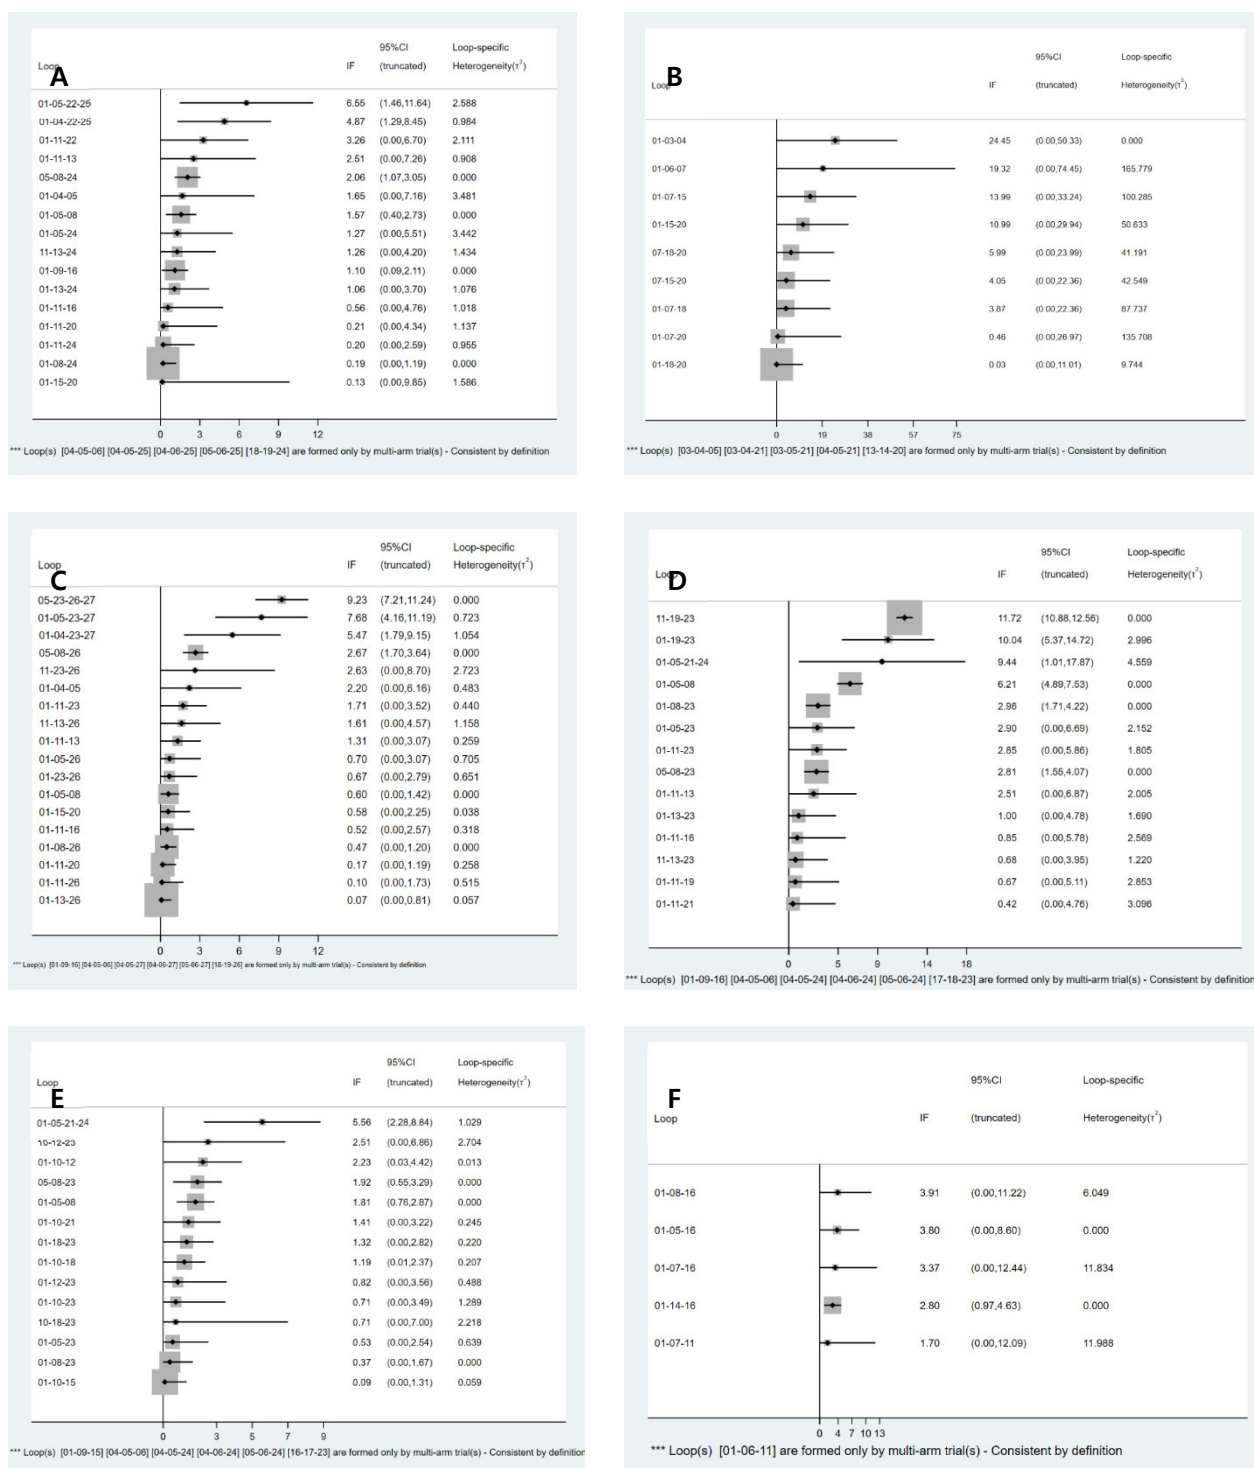 A
95%CI Loop-specific
Loop IF (truncated) Heterogeneity(τ²)
01-05-22-25 6.55 (1.46,11.64) 2.588
01-04-22-25 4.87 (1.29,8.45) 0.984
01-11-22 3.26 (0.00,6.70) 2.111
01-11-13 2.51 (0.00,7.26) 0.908
05-08-24 2.06 (1.07,3.05) 0.000
01-04-05 1.65 (0.00,7.16) 3.481
01-05-08 1.57 (0.40,2.73) 0.000
01-05-24 1.27 (0.00,5.51) 3.442
11-13-24 1.26 (0.00,4.20) 1.434
01-09-16 1.10 (0.09,2.11) 0.000
01-13-24 1.06 (0.00,3.70) 1.076
01-11-16 0.56 (0.00,4.76) 1.018
01-11-20 0.21 (0.00,4.34) 1.137
01-11-24 0.20 (0.00,2.59) 0.955
01-08-24 0.19 (0.00,1.19) 0.000
01-15-20 0.13 (0.00,9.85) 1.586
0 3 6 9 12
*** Loop(s) [04-05-06] [04-05-25] [04-06-25] [05-06-25] [18-19-24] are formed only by multi-arm trial(s) - Consistent by definition
B
95%CI Loop-specific
Loop IF (truncated) Heterogeneity(τ²)
01-03-04 24.45 (0.00,50.33) 0.000
01-06-07 19.32 (0.00,74.45) 165.779
01-07-15 13.99 (0.00,33.24) 100.285
01-15-20 10.99 (0.00,29.94) 50.633
07-18-20 5.99 (0.00,23.99) 41.191
07-15-20 4.05 (0.00,22.36) 42.549
01-07-18 3.87 (0.00,22.36) 87.737
01-07-20 0.46 (0.00,26.97) 135.708
01-18-20 0.03 (0.00,11.01) 9.744
0 19 38 57 75
*** Loop(s) [03-04-05] [03-04-21] [03-05-21] [04-05-21] [13-14-20] are formed only by multi-arm trial(s) - Consistent by definition
C
95%CI Loop-specific
Loop IF (truncated) Heterogeneity(τ²)
05-23-26-27 9.23 (7.21,11.24) 0.000
01-05-23-27 7.68 (4.16,11.19) 0.723
01-04-23-27 5.47 (1.79,9.15) 1.054
05-08-26 2.67 (1.70,3.64) 0.000
11-23-26 2.63 (0.00,8.70) 2.723
01-04-05 2.20 (0.00,6.16) 0.483
01-11-23 1.71 (0.00,3.52) 0.440
11-13-26 1.61 (0.00,4.57) 1.158
01-11-13 1.31 (0.00,3.07) 0.259
01-05-26 0.70 (0.00,3.07) 0.705
01-23-26 0.67 (0.00,2.79) 0.651
01-05-08 0.60 (0.00,1.42) 0.000
01-15-20 0.58 (0.00,2.25) 0.038
01-11-16 0.52 (0.00,2.57) 0.318
01-08-26 0.47 (0.00,1.20) 0.000
01-11-20 0.17 (0.00,1.19) 0.258
01-11-26 0.10 (0.00,1.73) 0.515
01-13-26 0.07 (0.00,0.81) 0.057
0 3 6 9 12
*** Loop(s) [01-09-16] [04-05-06] [04-05-27] [04-06-27] [05-06-27] [18-19-26] are formed only by multi-arm trial(s) - Consistent by definition
D
95%CI Loop-specific
Loop IF (truncated) Heterogeneity(τ²)
11-19-23 11.72 (10.88,12.56) 0.000
01-19-23 10.04 (5.37,14.72) 2.996
01-05-21-24 9.44 (1.01,17.87) 4.559
01-05-08 6.21 (4.89,7.53) 0.000
01-08-23 2.96 (1.71,4.22) 0.000
01-05-23 2.90 (0.00,6.69) 2.152
01-11-23 2.85 (0.00,5.86) 1.805
05-08-23 2.81 (1.55,4.07) 0.000
01-11-13 2.51 (0.00,6.87) 2.005
01-13-23 1.00 (0.00,4.78) 1.690
01-11-16 0.85 (0.00,5.78) 2.569
11-13-23 0.68 (0.00,3.95) 1.220
01-11-19 0.67 (0.00,5.11) 2.853
01-11-21 0.42 (0.00,4.76) 3.096
0 5 9 14 18
*** Loop(s) [01-09-16] [04-05-06] [04-05-24] [04-06-24] [05-06-24] [17-18-23] are formed only by multi-arm trial(s) - Consistent by definition
E
95%CI Loop-specific
Loop IF (truncated) Heterogeneity(τ²)
01-05-21-24 5.56 (2.28,8.84) 1.029
10-12-23 2.51 (0.00,6.86) 2.704
01-10-12 2.23 (0.03,4.42) 0.013
05-08-23 1.92 (0.55,3.29) 0.000
01-05-08 1.81 (0.76,2.87) 0.000
01-10-21 1.41 (0.00,3.22) 0.245
01-18-23 1.32 (0.00,2.82) 0.220
01-10-18 1.19 (0.01,2.37) 0.207
01-12-23 0.82 (0.00,3.56) 0.488
01-10-23 0.71 (0.00,3.49) 1.289
10-18-23 0.71 (0.00,7.00) 2.218
01-05-23 0.53 (0.00,2.54) 0.639
01-08-23 0.37 (0.00,1.67) 0.000
01-10-15 0.09 (0.00,1.31) 0.059
0 3 5 7 9
*** Loop(s) [01-09-15] [04-05-06] [04-05-24] [04-06-24] [05-06-24] [16-17-23] are formed only by multi-arm trial(s) - Consistent by definition
F
95%CI Loop-specific
Loop IF (truncated) Heterogeneity(τ²)
01-08-16 3.91 (0.00,11.22) 6.049
01-05-16 3.80 (0.00,8.60) 0.000
01-07-16 3.37 (0.00,12.44) 11.834
01-14-16 2.80 (0.97,4.63) 0.000
01-07-11 1.70 (0.00,12.09) 11.988
0 4 7 10 13
*** Loop(s) [01-06-11] are formed only by multi-arm trial(s) - Consistent by definition